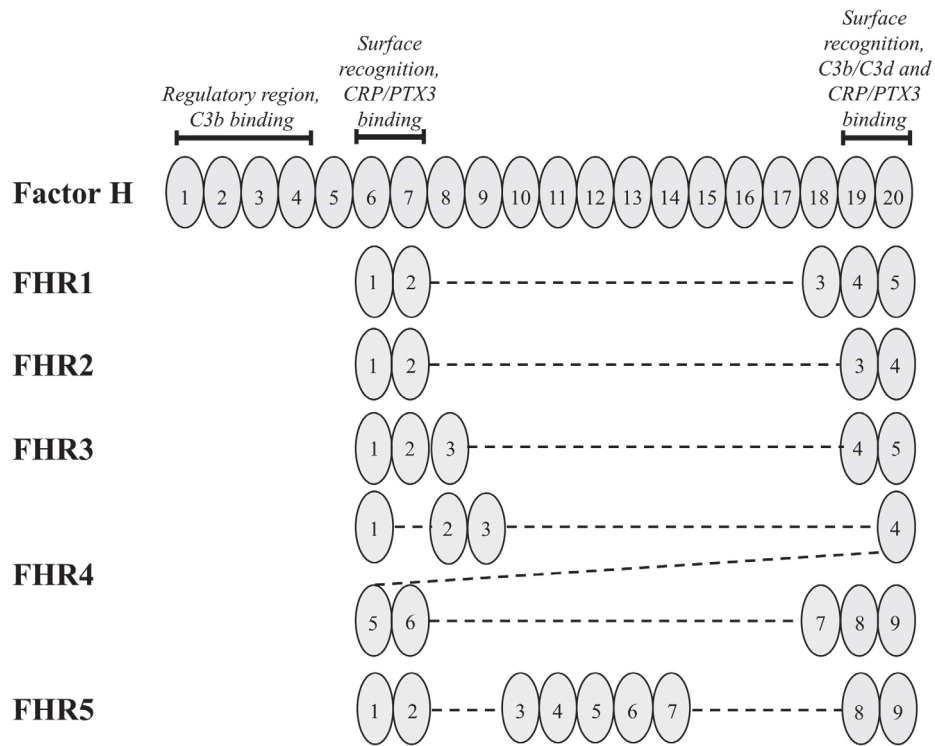 Surface
recognition,
C3b/C3d and
CRP/PTX3
binding
Surface
recognition,
CRP/PTX3
binding
Regulatory region,
C3b binding
Factor H 1 2 3 4 5 6 7 8 9 10 11 12 13 14 15 16 17 18 19 20
FHR1 1 2 3 4 5
FHR2 1 2 3 4
FHR3 1 2 3 4 5
1 2 3 4
FHR4
5 6 7 8 9
FHR5 1 2 3 4 5 6 7 8 9